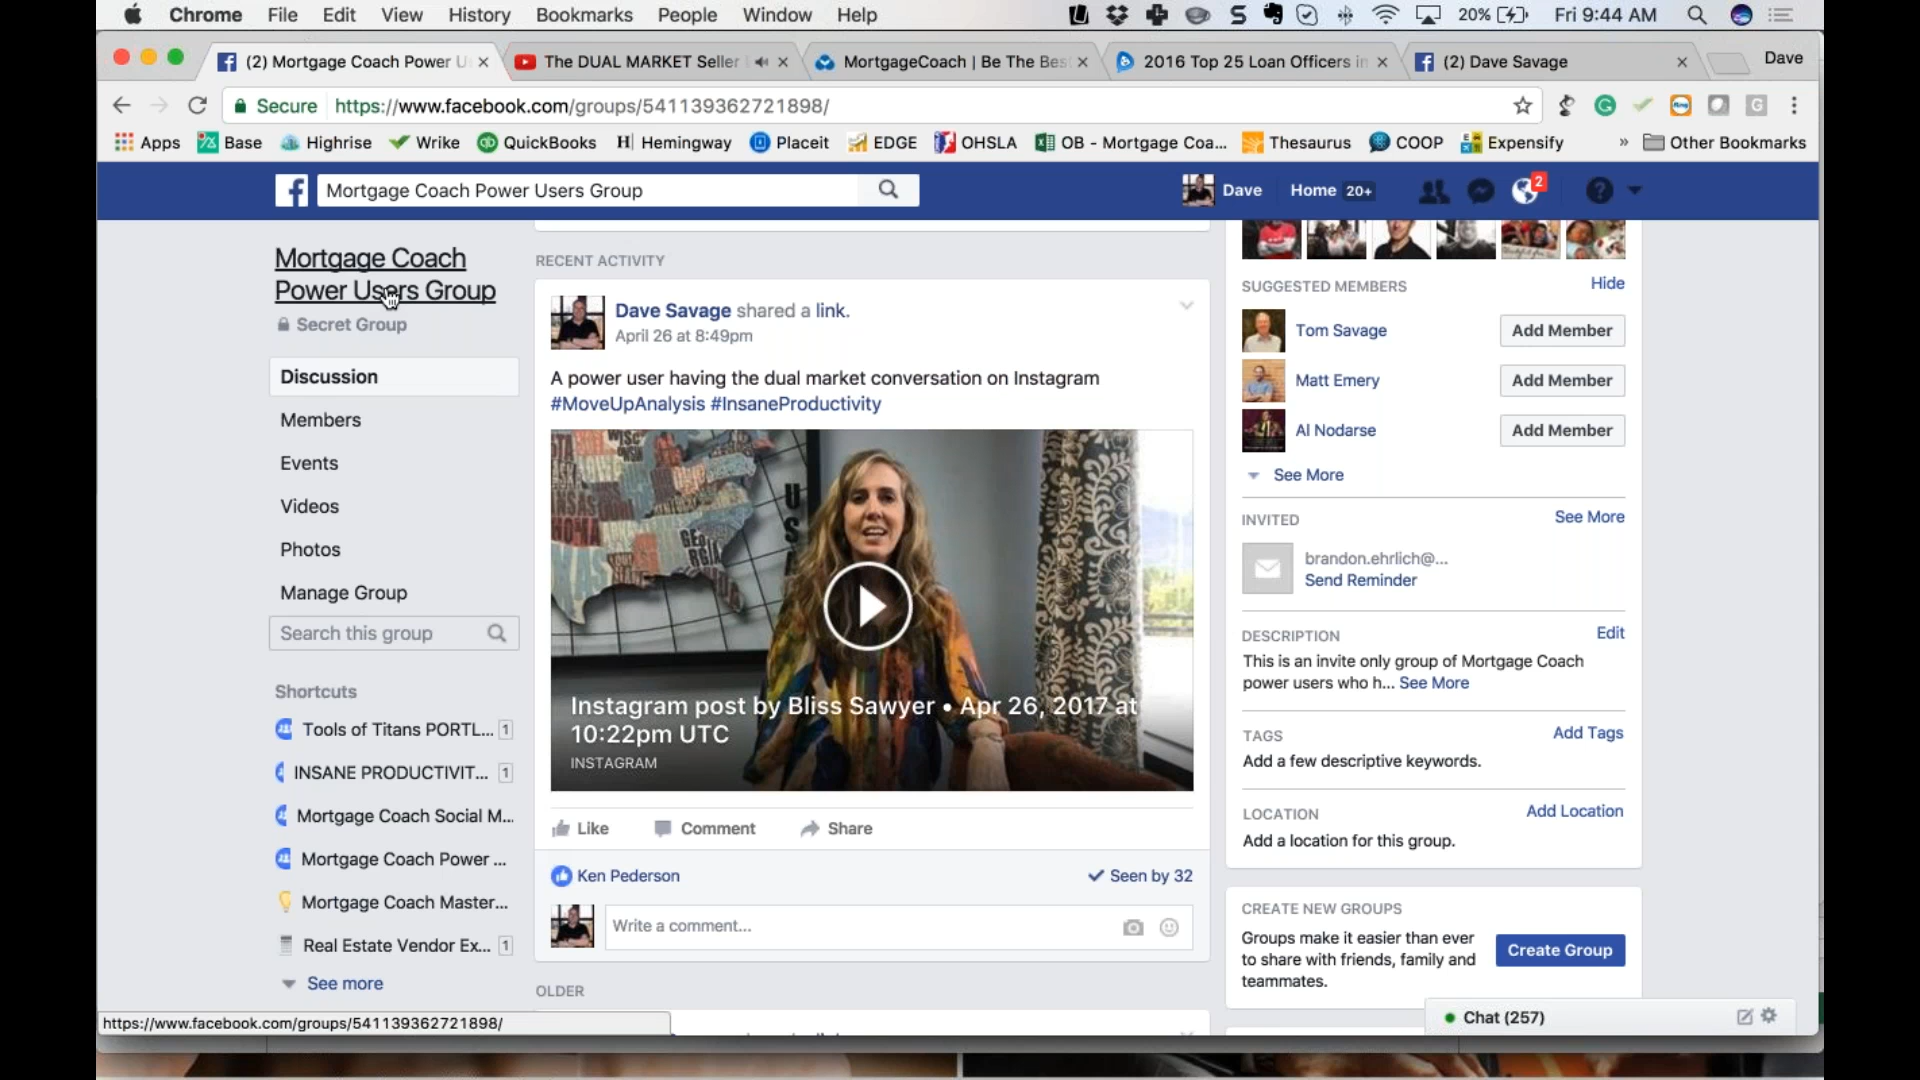 Chrome File Edit View History Bookmarks People Window Help 20% Fri 9:44 AM
(2) Mortgage Coach Power U
The DUAL MARKET Seller
MortgageCoach | Be The Bes
2016 Top 25 Loan Officers in
(2) Dave Savage
Dave
Secure https://www.facebook.com/groups/541139362721898/
Apps Base Highrise Wrike QuickBooks Hemingway Placeit EDGE OHSLA OB - Mortgage Coa... Thesaurus COOP Expensify » Other Bookmarks
Mortgage Coach Power Users Group
Dave Home 20+ 2
Mortgage Coach
Power Users Group
Secret Group
Discussion
Members
Events
Videos
Photos
Manage Group
Search this group
Shortcuts
Tools of Titans PORTL... 1
INSANE PRODUCTIVIT... 1
Mortgage Coach Social M...
Mortgage Coach Power ...
Mortgage Coach Master...
Real Estate Vendor Ex... 1
See more
https://www.facebook.com/groups/541139362721898/
RECENT ACTIVITY
Dave Savage shared a link.
April 26 at 8:49pm
A power user having the dual market conversation on Instagram
#MoveUpAnalysis #InsaneProductivity
WISC
GEO
RGIA
USA
Instagram post by Bliss Sawyer • Apr 26, 2017 at
10:22pm UTC
INSTAGRAM
Like Comment Share
Ken Pederson
Seen by 32
Write a comment...
OLDER
SUGGESTED MEMBERS Hide
Tom Savage Add Member
Matt Emery Add Member
Al Nodarse Add Member
See More
INVITED See More
brandon.ehrlich@...
Send Reminder
DESCRIPTION Edit
This is an invite only group of Mortgage Coach
power users who h... See More
TAGS Add Tags
Add a few descriptive keywords.
LOCATION Add Location
Add a location for this group.
CREATE NEW GROUPS
Groups make it easier than ever
to share with friends, family and
teammates.
Create Group
Chat (257)